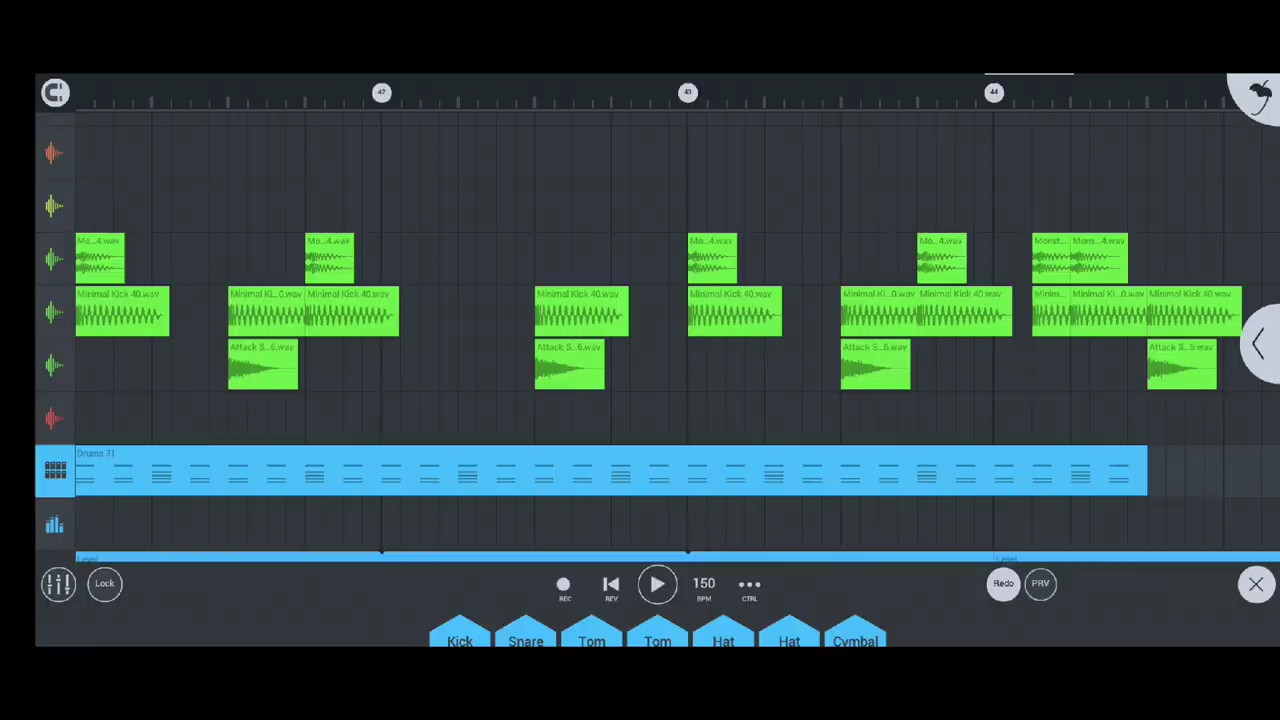 42 43 44
Mo...4.wav Mo...4.wav Mo...4.wav Mo...4.wav Monst... Mons...4.wav
Minimal Kick 40.wav Minimal Ki...0.wav Minimal Kick 40.wav Minimal Kick 40.wav Minimal Kick 40.wav Minimal Ki...0.wav Minimal Kick 40.wav Minim... Minimal Ki...0.wav Minimal Kick 40.wav
Attack S...6.wav Attack S...6.wav Attack S...6.wav Attack S...6.wav
Drums 31
Level Level
Lock 150 Redo PRV
REC REV BPM CTRL
Kick Snare Tom Tom Hat Hat Cymbal